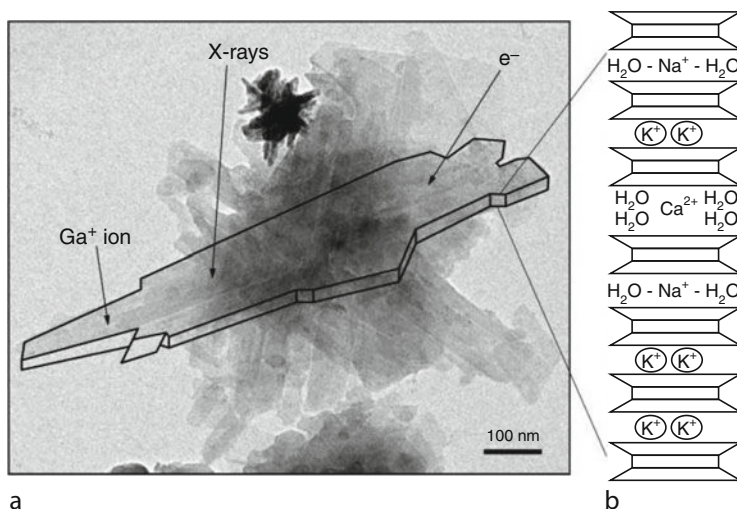 X-rays
e⁻
Ga⁺ ion
100 nm
a
H₂O - Na⁺ - H₂O
K⁺ K⁺
H₂O Ca²⁺ H₂O
H₂O H₂O
H₂O - Na⁺ - H₂O
K⁺ K⁺
K⁺ K⁺
b